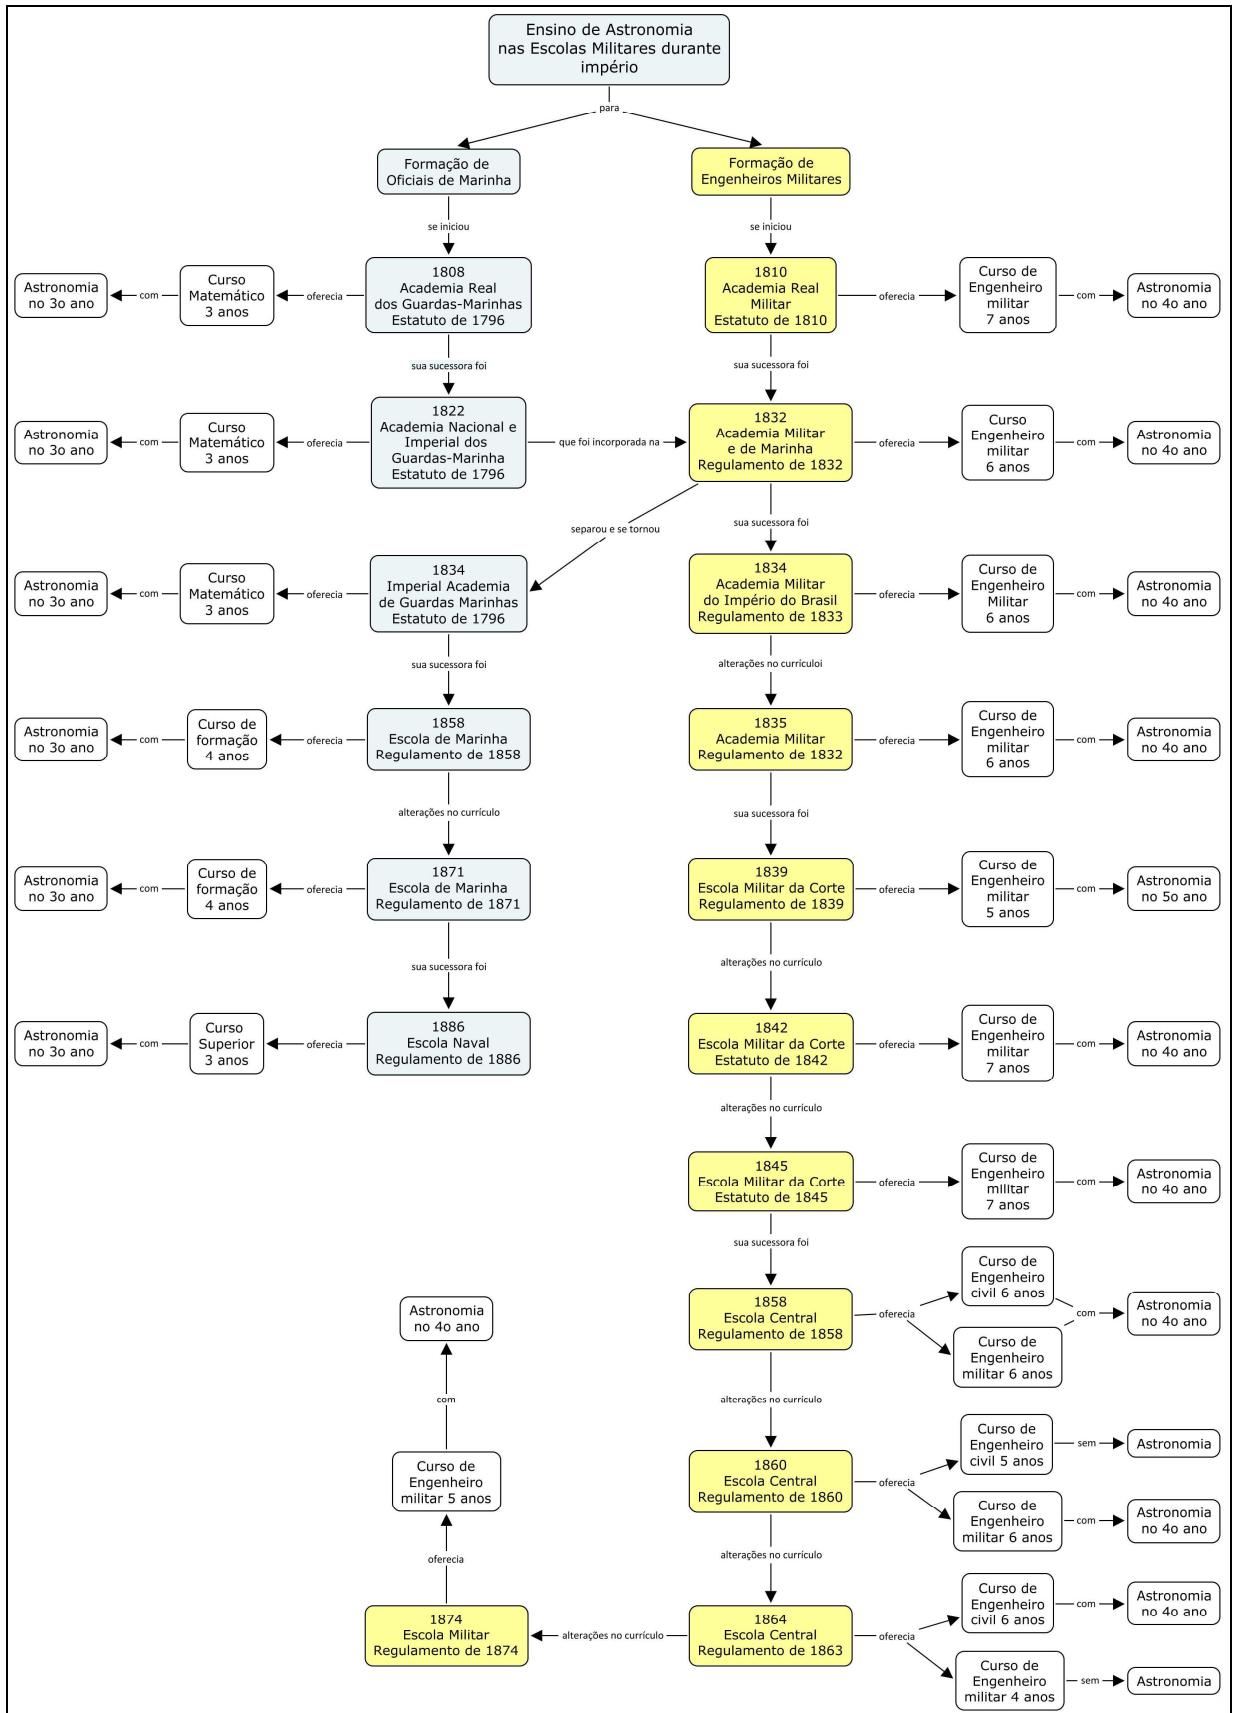 Ensino de Astronomia
nas Escolas Militares durante
império
para
Formação de
Oficiais de Marinha
Formação de
Engenheiros Militares
se iniciou
se iniciou
Astronomia
no 3o ano
com
Curso
Matemático
3 anos
oferecia
1808
Academia Real
dos Guardas-Marinhas
Estatuto de 1796
1810
Academia Real
Militar
Estatuto de 1810
oferecia
Curso de
Engenheiro
militar
7 anos
com
Astronomia
no 4o ano
sua sucessora foi
sua sucessora foi
Astronomia
no 3o ano
com
Curso
Matemático
3 anos
oferecia
1822
Academia Nacional e
Imperial dos
Guardas-Marinha
Estatuto de 1796
que foi incorporada na
1832
Academia Militar
e de Marinha
Regulamento de 1832
oferecia
Curso
Engenheiro
militar
6 anos
com
Astronomia
no 4o ano
separou e se tornou
sua sucessora foi
Astronomia
no 3o ano
com
Curso
Matemático
3 anos
oferecia
1834
Imperial Academia
de Guardas Marinhas
Estatuto de 1796
1834
Academia Militar
do Império do Brasil
Regulamento de 1833
oferecia
Curso de
Engenheiro
Militar
6 anos
com
Astronomia
no 4o ano
sua sucessora foi
alterações no currículoi
Astronomia
no 3o ano
com
Curso de
formação
4 anos
oferecia
1858
Escola de Marinha
Regulamento de 1858
1835
Academia Militar
Regulamento de 1832
oferecia
Curso de
Engenheiro
militar
6 anos
com
Astronomia
no 4o ano
alterações no currículo
sua sucessora foi
Astronomia
no 3o ano
com
Curso de
formação
4 anos
oferecia
1871
Escola de Marinha
Regulamento de 1871
1839
Escola Militar da Corte
Regulamento de 1839
oferecia
Curso de
Engenheiro
militar
5 anos
com
Astronomia
no 5o ano
sua sucessora foi
alterações no currículo
Astronomia
no 3o ano
com
Curso
Superior
3 anos
oferecia
1886
Escola Naval
Regulamento de 1886
1842
Escola Militar da Corte
Estatuto de 1842
oferecia
Curso de
Engenheiro
militar
7 anos
com
Astronomia
no 4o ano
alterações no currículo
1845
Escola Militar da Corte
Estatuto de 1845
oferecia
Curso de
Engenheiro
militar
7 anos
com
Astronomia
no 4o ano
sua sucessora foi
1858
Escola Central
Regulamento de 1858
oferecia
Curso de
Engenheiro
civil 6 anos
Curso de
Engenheiro
militar 6 anos
com
Astronomia
no 4o ano
Astronomia
no 4o ano
com
alterações no currículo
Curso de
Engenheiro
militar 5 anos
1860
Escola Central
Regulamento de 1860
oferecia
Curso de
Engenheiro
civil 5 anos
sem
Astronomia
Curso de
Engenheiro
militar 6 anos
com
Astronomia
no 4o ano
oferecia
alterações no currículo
1874
Escola Militar
Regulamento de 1874
alterações no currículo
1864
Escola Central
Regulamento de 1863
oferecia
Curso de
Engenheiro
civil 6 anos
com
Astronomia
no 4o ano
Curso de
Engenheiro
militar 4 anos
sem
Astronomia